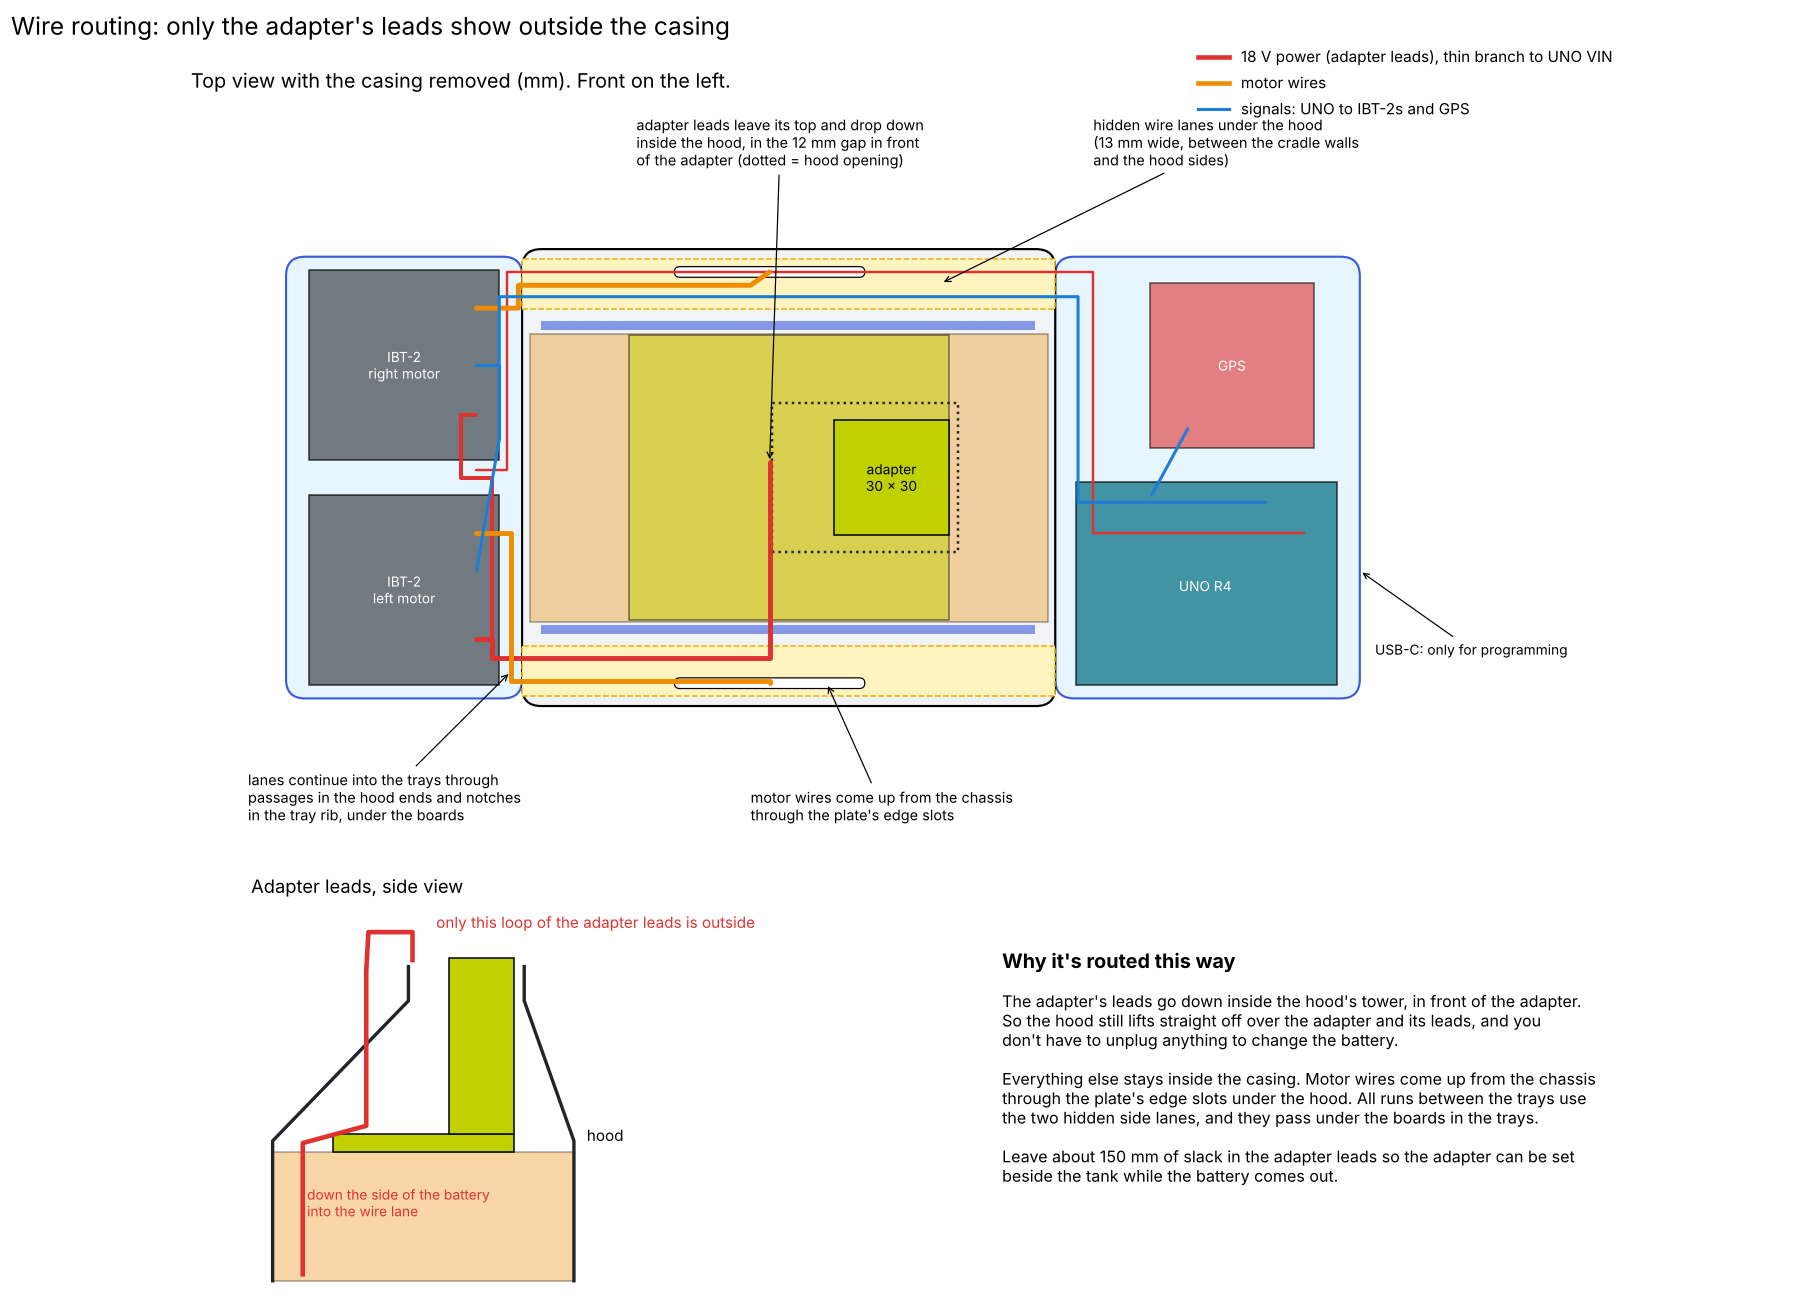 Wire routing: only the adapter's leads show outside the casing
Top view with the casing removed (mm). Front on the left.
18 V power (adapter leads), thin branch to UNO VIN
motor wires
signals: UNO to IBT-2s and GPS
adapter leads leave its top and drop down
inside the hood, in the 12 mm gap in front
of the adapter (dotted = hood opening)
hidden wire lanes under the hood
(13 mm wide, between the cradle walls
and the hood sides)
IBT-2
right motor
GPS
adapter
30 × 30
IBT-2
left motor
UNO R4
USB-C: only for programming
lanes continue into the trays through
passages in the hood ends and notches
in the tray rib, under the boards
motor wires come up from the chassis
through the plate's edge slots
Adapter leads, side view
only this loop of the adapter leads is outside
hood
down the side of the battery
into the wire lane
Why it's routed this way
The adapter's leads go down inside the hood's tower, in front of the adapter.
So the hood still lifts straight off over the adapter and its leads, and you
don't have to unplug anything to change the battery.
Everything else stays inside the casing. Motor wires come up from the chassis
through the plate's edge slots under the hood. All runs between the trays use
the two hidden side lanes, and they pass under the boards in the trays.
Leave about 150 mm of slack in the adapter leads so the adapter can be set
beside the tank while the battery comes out.